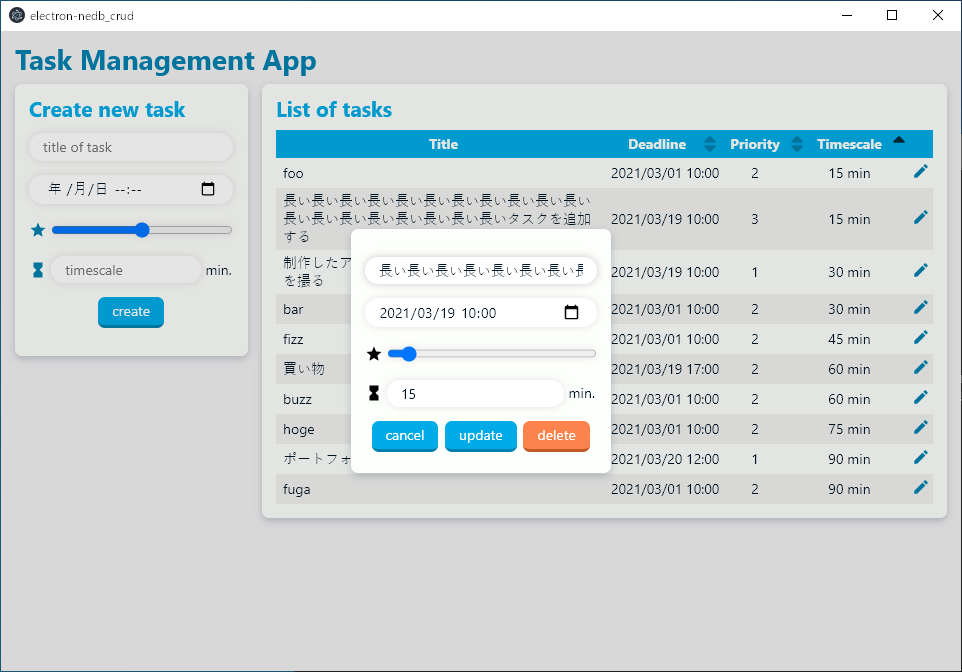 electron-nedb_crud
Task Management App
Create new task
title of task
年 /月/日 --:--
timescale
min.
create
List of tasks
Title Deadline Priority Timescale
foo 2021/03/01 10:00 2 15 min
長い長い長い長い長い長い長い長い長い長い長い
長い長い長い長い長い長い長い長いタスクを追加
する 2021/03/19 10:00 3 15 min
制作したア
を撮る 2021/03/19 10:00 1 30 min
bar 2021/03/01 10:00 2 30 min
fizz 2021/03/01 10:00 2 45 min
買い物 2021/03/19 17:00 2 60 min
buzz 2021/03/01 10:00 2 60 min
hoge 2021/03/01 10:00 2 75 min
ポートフォ 2021/03/20 12:00 1 90 min
fuga 2021/03/01 10:00 2 90 min
長い長い長い長い長い長い長い
2021/03/19 10:00
15
min.
cancel update delete